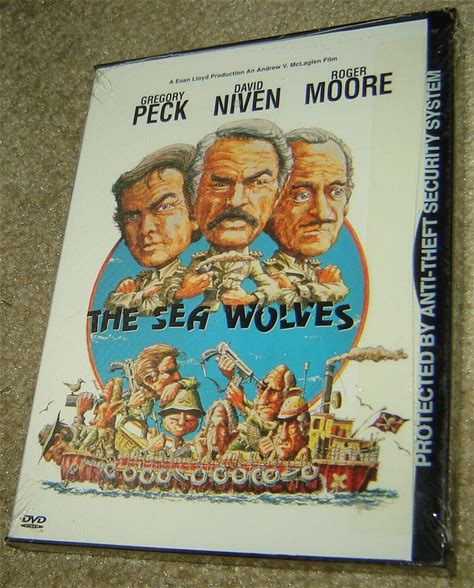 A Euan Lloyd Production An Andrew V. McLaglen Film
GREGORY PECK
DAVID NIVEN
ROGER MOORE
THE SEA WOLVES
DVD
VIDEO
PROTECTED BY ANTI-THEFT SECURITY SYSTEM